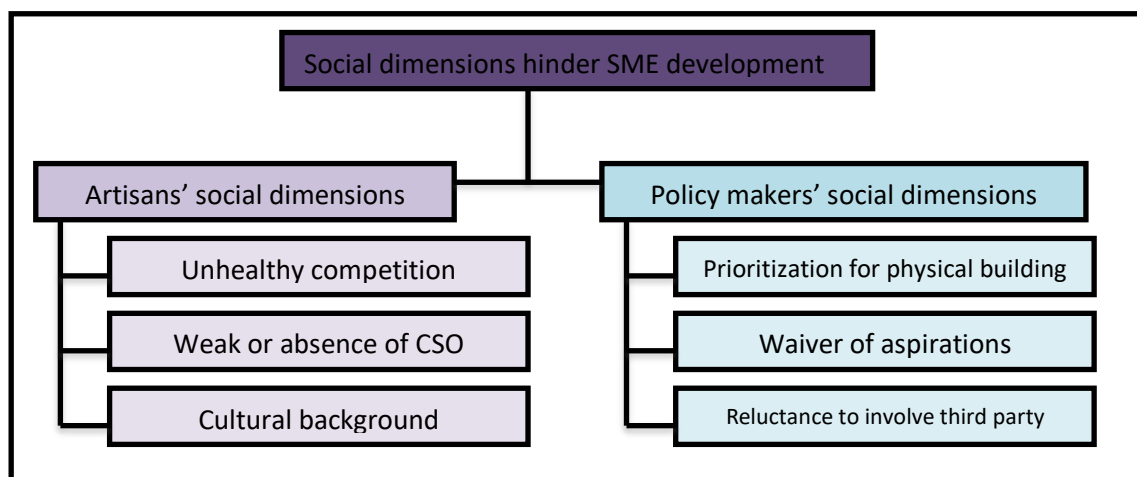 Social dimensions hinder SME development
Artisans’ social dimensions
Unhealthy competition
Weak or absence of CSO
Cultural background
Policy makers’ social dimensions
Prioritization for physical building
Waiver of aspirations
Reluctance to involve third party